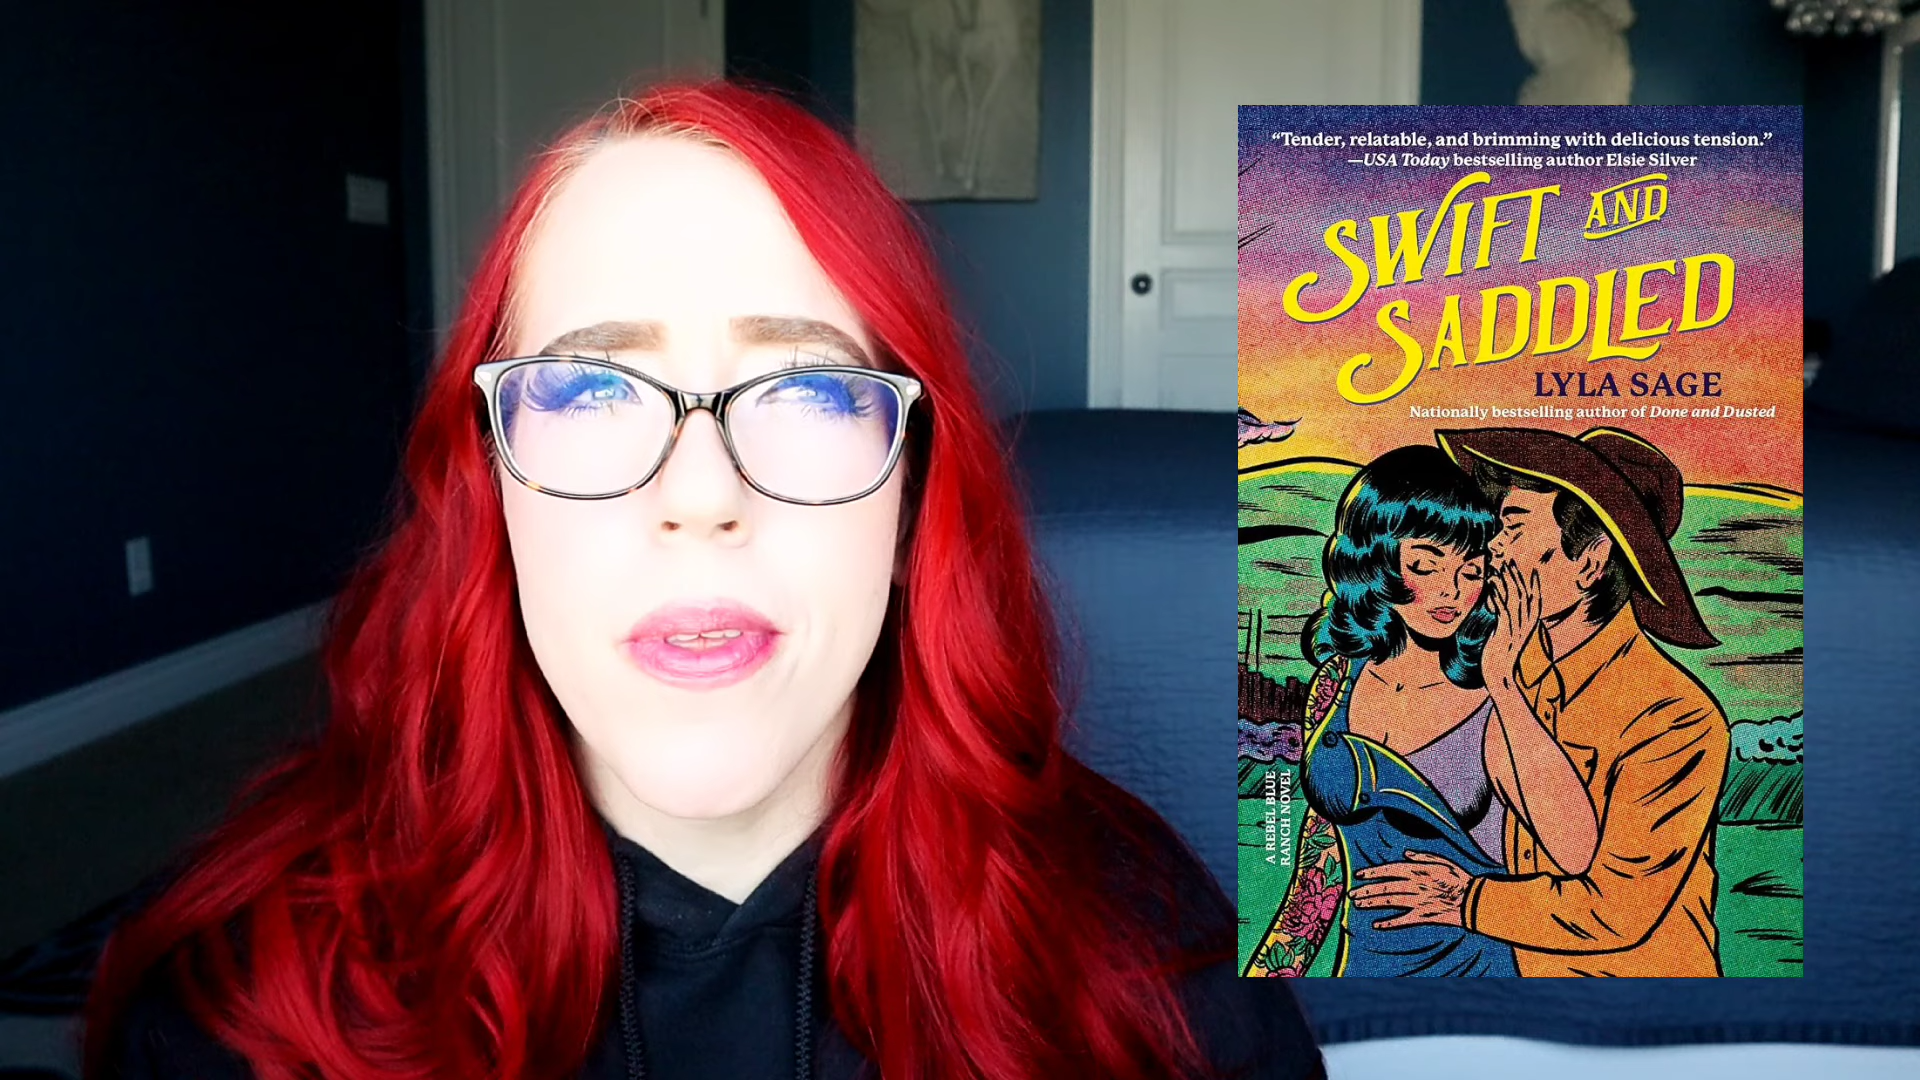 “Tender, relatable, and brimming with delicious tension.”
—USA Today bestselling author Elsie Silver
SWIFT AND
SADDLED
LYLA SAGE
Nationally bestselling author of Done and Dusted
A REBEL BLUE
RANCH NOVEL